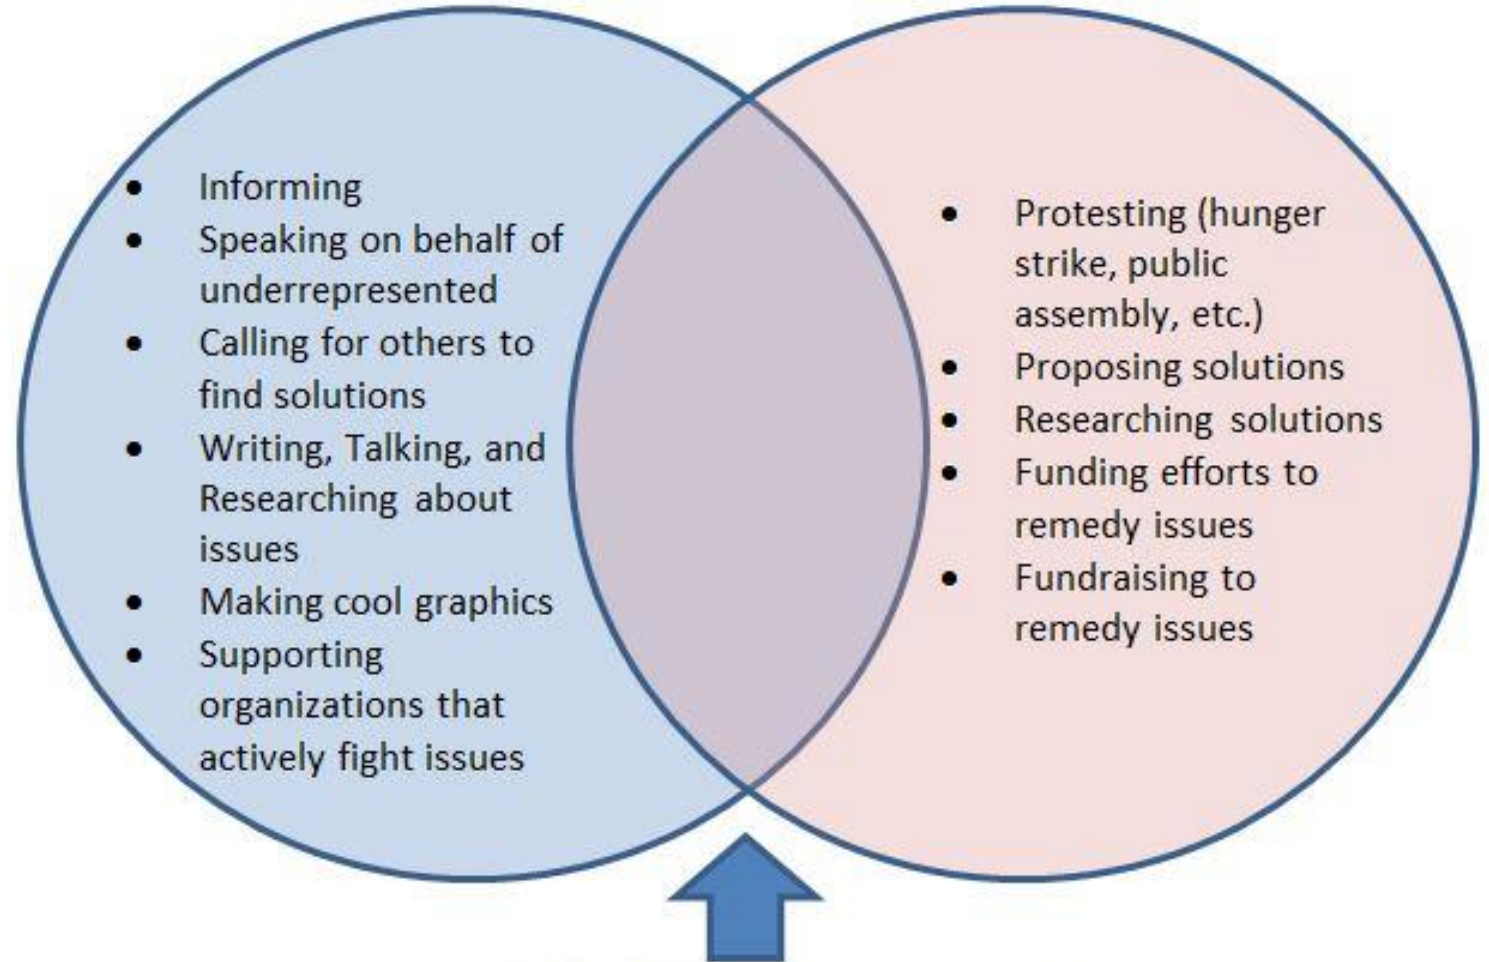 • Informing
• Speaking on behalf of
underrepresented
• Calling for others to
find solutions
• Writing, Talking, and
Researching about
issues
• Making cool graphics
• Supporting
organizations that
actively fight issues
• Protesting (hunger
strike, public
assembly, etc.)
• Proposing solutions
• Researching solutions
• Funding efforts to
remedy issues
• Fundraising to
remedy issues